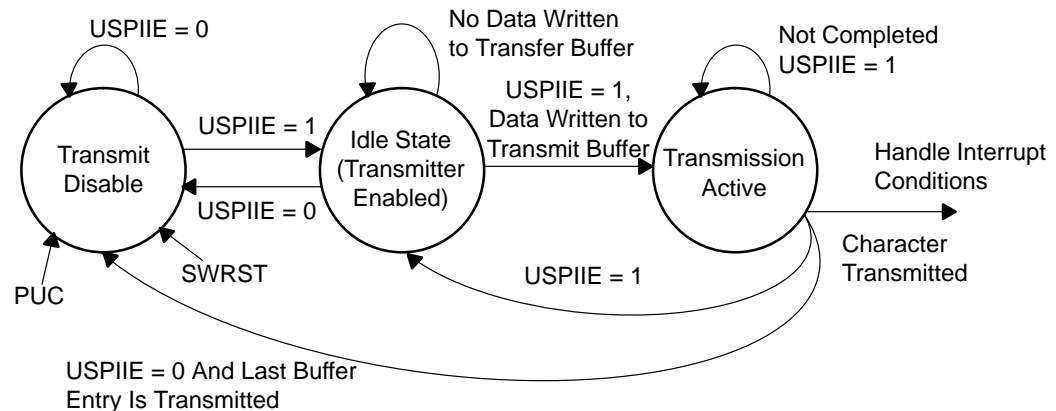 USPIIE = 0
No Data Written
to Transfer Buffer
Not Completed
USPIIE = 1
USPIIE = 1
USPIIE = 1,
Data Written to
Transmit Buffer
Transmit
Disable
Idle State
(Transmitter
Enabled)
Transmission
Active
Handle Interrupt
Conditions
USPIIE = 0
PUC
SWRST
USPIIE = 1
Character
Transmitted
USPIIE = 0 And Last Buffer
Entry Is Transmitted